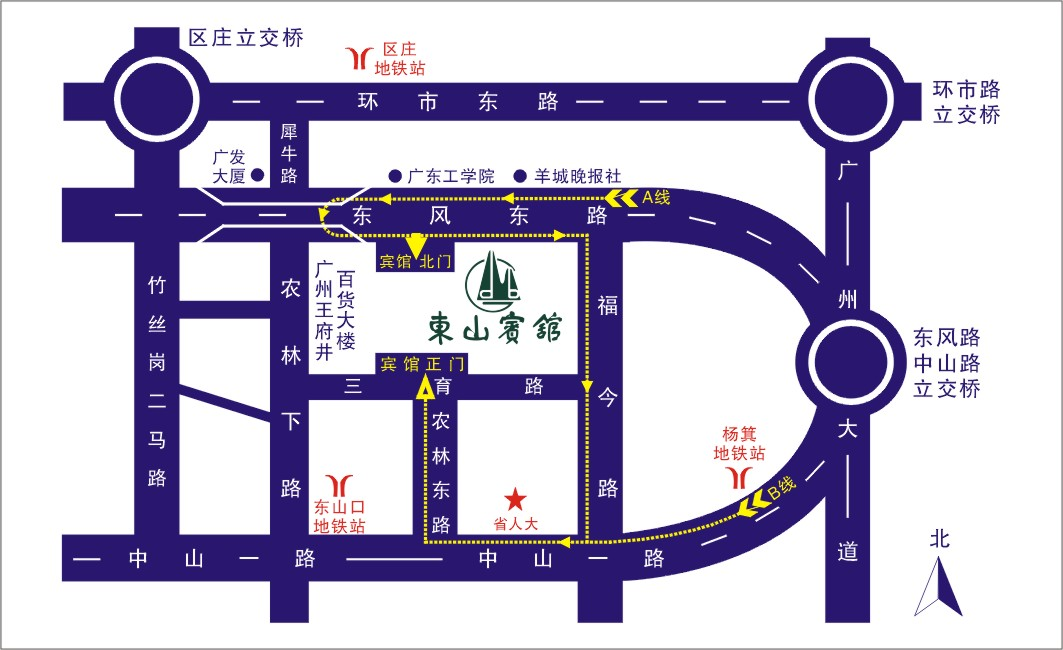 区庄立交桥
区庄
地铁站
环市东路
环市路
立交桥
犀牛路
广发
大厦
广东工学院
羊城晚报社
A线
东风东路
宾馆北门
广州王府井
百货大楼
東山賓舘
宾馆正门
三育路
竹丝岗二马路
农林下路
农林东路
福今路
广州大道
东风路
中山路
立交桥
杨箕
地铁站
B线
东山口
地铁站
省人大
中山一路
中山一路
北